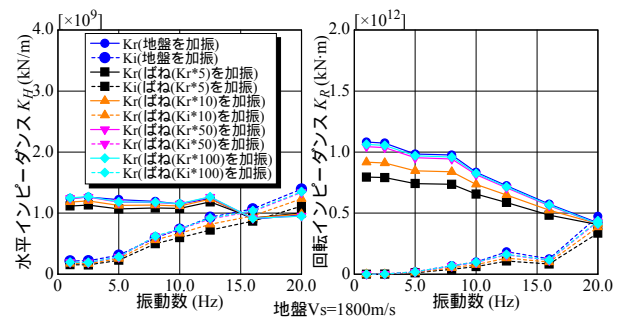 [×10⁹]
4.0
3.0
2.0
1.0
0
水平インピーダンス K_H (kN/m)
Kr(地盤を加振)
Ki(地盤を加振)
Kr(ばね(Kr*5)を加振)
Ki(ばね(Kr*5)を加振)
Kr(ばね(Kr*10)を加振)
Kr(ばね(Ki*10)を加振)
Kr(ばね(Kr*50)を加振)
Kr(ばね(Ki*50)を加振)
Kr(ばね(Kr*100)を加振)
Kr(ばね(Ki*100)を加振)
0.0 5.0 10.0 15.0 20.0
振動数 (Hz)
[×10¹²]
2.0
1.5
1.0
0.5
0
回転インピーダンス K_R (kN·m)
0.0 5.0 10.0 15.0 20.0
振動数 (Hz)
地盤Vs=1800m/s